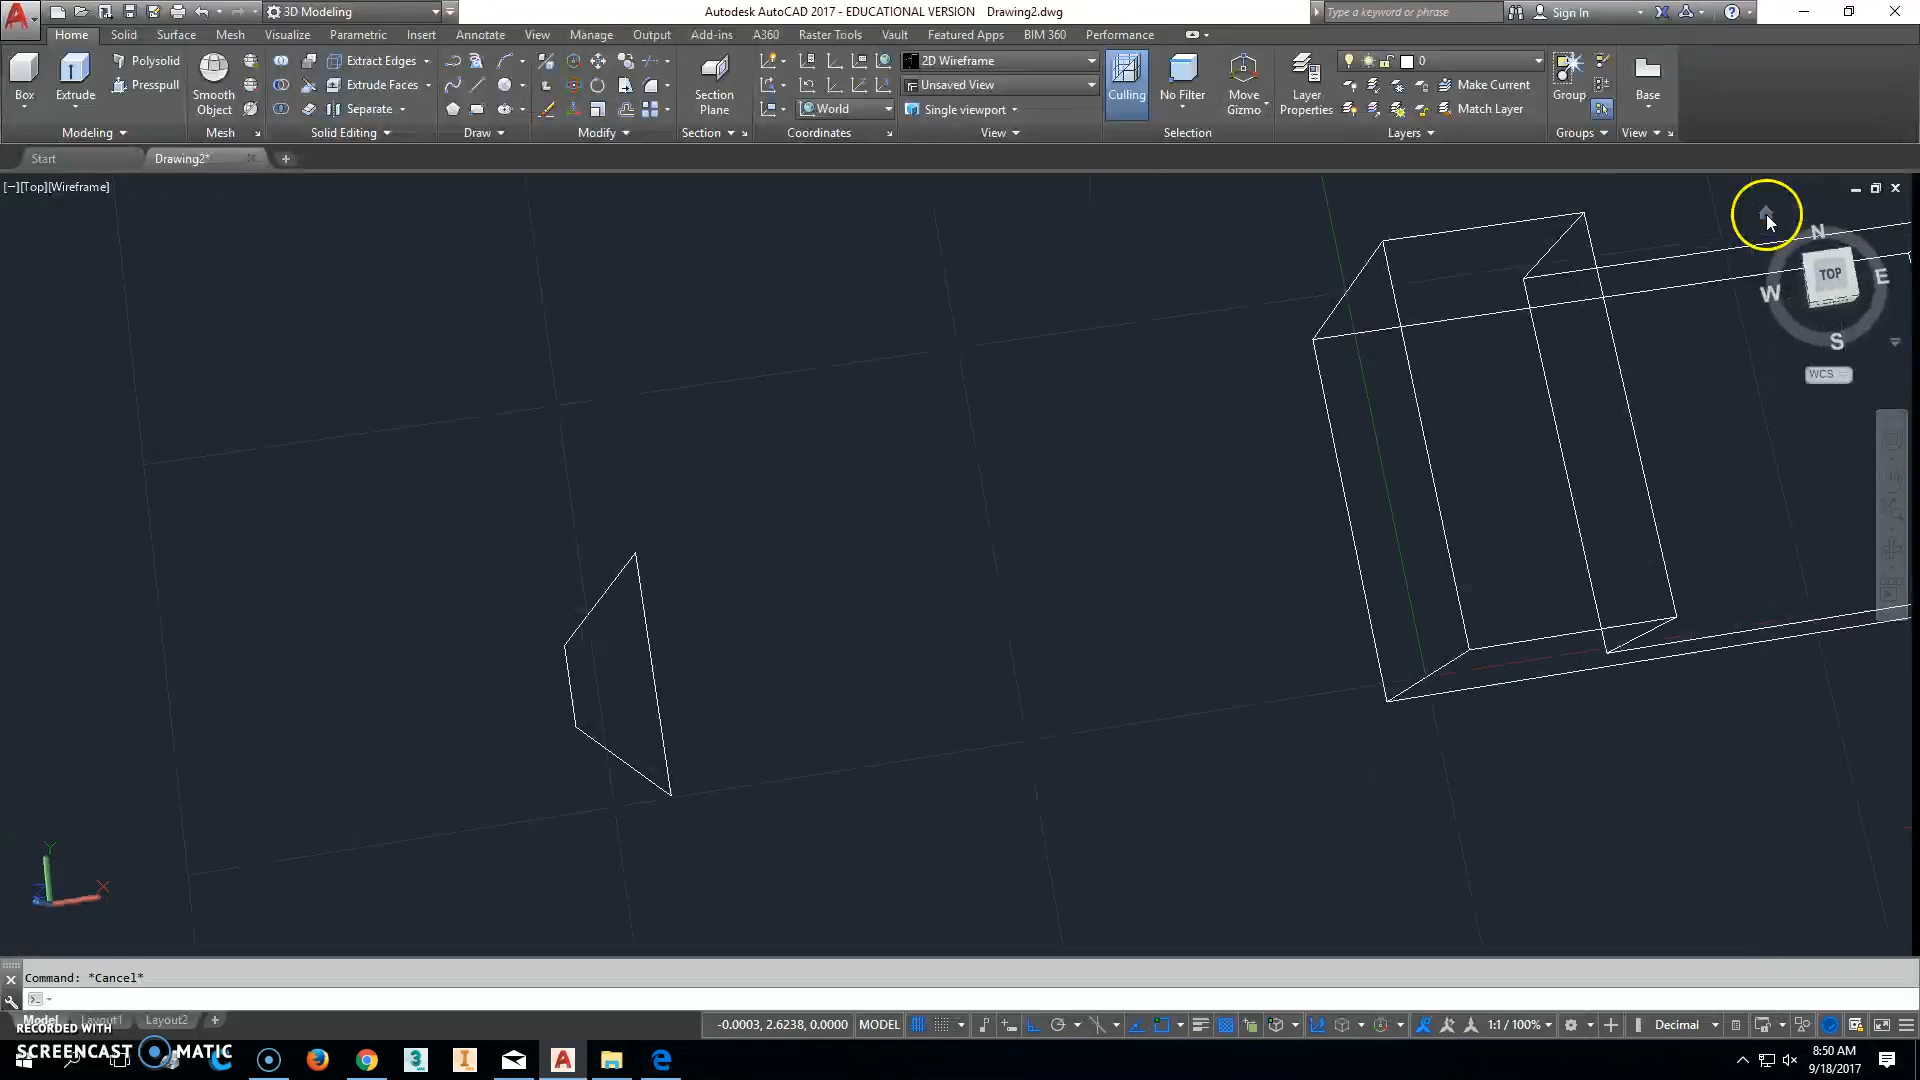 3D Modeling
Autodesk AutoCAD 2017 - EDUCATIONAL VERSION Drawing2.dwg
Type a keyword or phrase
Sign In
Home Solid Surface Mesh Visualize Parametric Insert Annotate View Manage Output Add-ins A360 Raster Tools Vault Featured Apps BIM 360 Performance
Polysolid Extract Edges 2D Wireframe 0
Presspull Extrude Faces Unsaved View Make Current
Box Extrude Smooth Object Separate Section Plane World Single viewport Culling No Filter Move Gizmo Layer Properties Match Layer Group Base
Modeling Mesh Solid Editing Draw Modify Section Coordinates View Selection Layers Groups View
Start Drawing2*
[−][Top][Wireframe]
N
W TOP E
S
WCS
Y
X
Z
Command: *Cancel*
Model Layout1 Layout2
-0.0003, 2.6238, 0.0000 MODEL 1:1 / 100% Decimal
RECORDED WITH
SCREENCAST MATIC
8:50 AM
9/18/2017